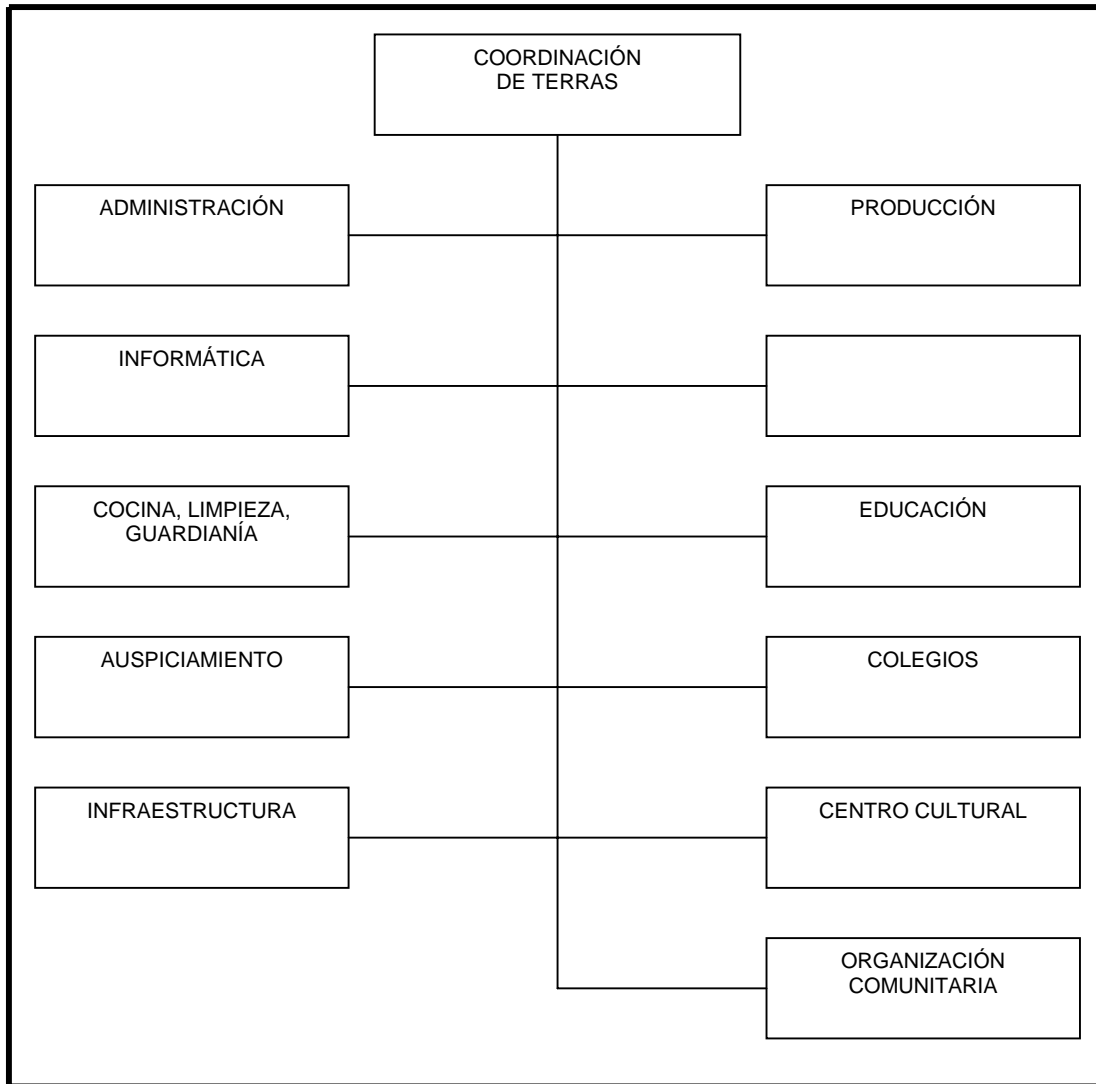 COORDINACIÓN
DE TERRAS
ADMINISTRACIÓN
PRODUCCIÓN
INFORMÁTICA
COCINA, LIMPIEZA,
GUARDIANÍA
EDUCACIÓN
AUSPICIAMIENTO
COLEGIOS
INFRAESTRUCTURA
CENTRO CULTURAL
ORGANIZACIÓN
COMUNITARIA